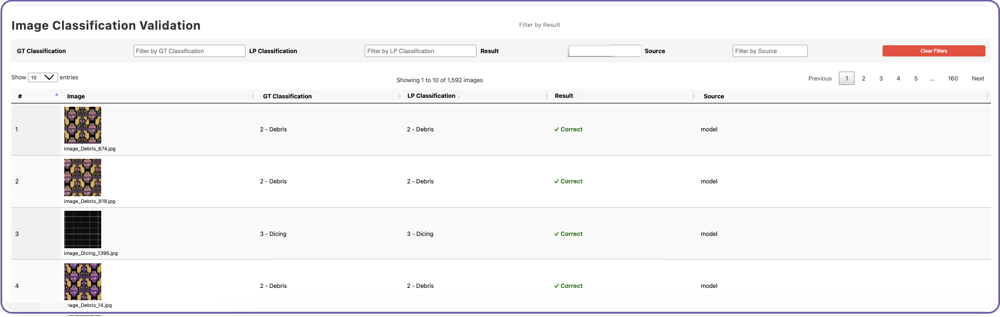 Image Classification Validation
Filter by Result
GT Classification Filter by GT Classification LP Classification Filter by LP Classification Result Source Filter by Source Clear Filters
Show 10 entries
Showing 1 to 10 of 1,592 images
Previous 1 2 3 4 5 ... 160 Next
# Image GT Classification LP Classification Result Source
1 2 - Debris 2 - Debris ✓ Correct model
image_Debris_674.jpg
2 2 - Debris 2 - Debris ✓ Correct model
image_Debris_819.jpg
3 3 - Dicing 3 - Dicing ✓ Correct model
image_Dicing_1395.jpg
4 2 - Debris 2 - Debris ✓ Correct model
nage_Debris_14.jpg